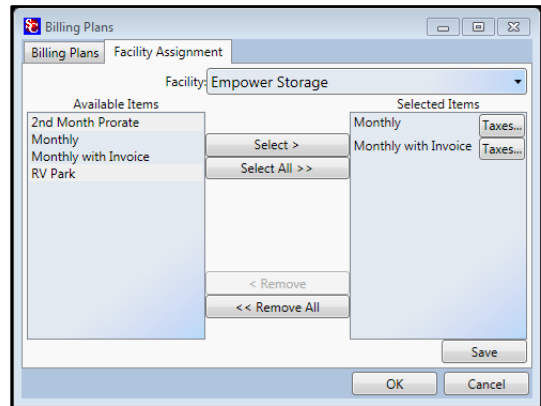 Billing Plans
Billing Plans Facility Assignment
Facility: Empower Storage
Available Items
2nd Month Prorate
Monthly
Monthly with Invoice
RV Park
Select >
Select All >>
< Remove
<< Remove All
Selected Items
Monthly Taxes...
Monthly with Invoice Taxes...
Save
OK Cancel